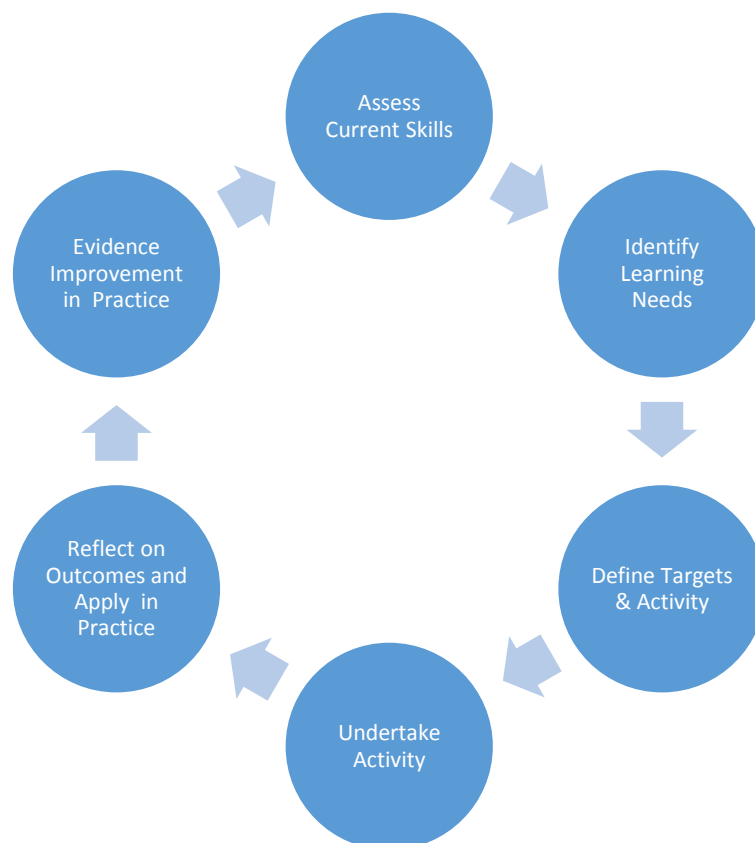 Assess
Current Skills
Identify
Learning
Needs
Define Targets
& Activity
Undertake
Activity
Reflect on
Outcomes and
Apply  in
Practice
Evidence
Improvement
in  Practice